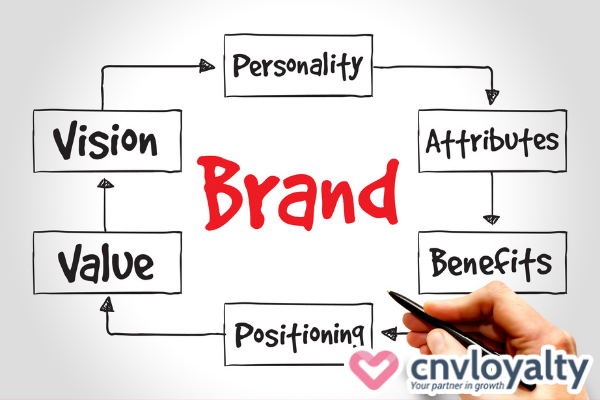 Personality
Vision
Attributes
Brand
Value
Benefits
Positioning
cnvloyalty
Your partner in growth